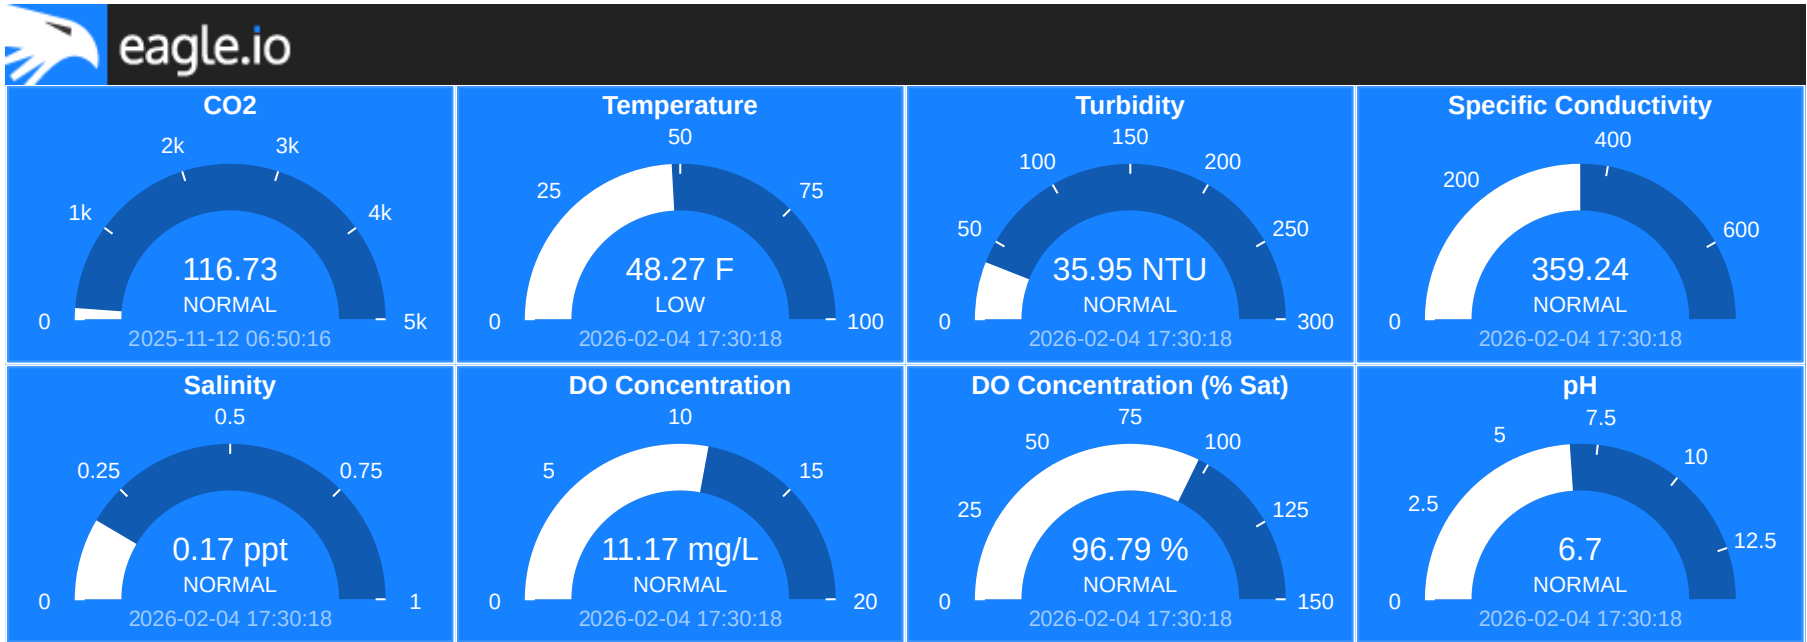 eagle.io
CO2
0
1k
2k
3k
4k
5k
116.73
NORMAL
2025-11-12 06:50:16
Temperature
0
25
50
75
100
48.27 F
LOW
2026-02-04 17:30:18
Turbidity
0
50
100
150
200
250
300
35.95 NTU
NORMAL
2026-02-04 17:30:18
Specific Conductivity
0
200
400
600
359.24
NORMAL
2026-02-04 17:30:18
Salinity
0
0.25
0.5
0.75
1
0.17 ppt
NORMAL
2026-02-04 17:30:18
DO Concentration
0
5
10
15
20
11.17 mg/L
NORMAL
2026-02-04 17:30:18
DO Concentration (% Sat)
0
25
50
75
100
125
150
96.79 %
NORMAL
2026-02-04 17:30:18
pH
0
2.5
5
7.5
10
12.5
6.7
NORMAL
2026-02-04 17:30:18